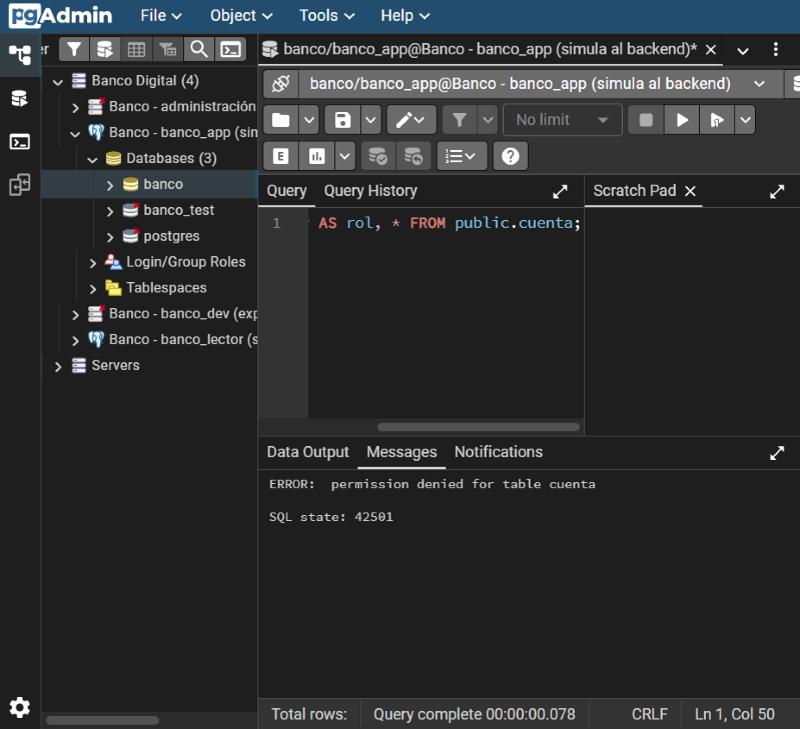 pgAdmin File Object Tools Help
er
banco/banco_app@Banco - banco_app (simula al backend)*
banco/banco_app@Banco - banco_app (simula al backend)
No limit
E
Banco Digital (4)
Banco - administración
Banco - banco_app (sim
Databases (3)
banco
banco_test
postgres
Login/Group Roles
Tablespaces
Banco - banco_dev (exp
Banco - banco_lector (s
Servers
Query Query History
Scratch Pad
1 AS rol, * FROM public.cuenta;
Data Output Messages Notifications
ERROR: permission denied for table cuenta
SQL state: 42501
Total rows: Query complete 00:00:00.078 CRLF Ln 1, Col 50